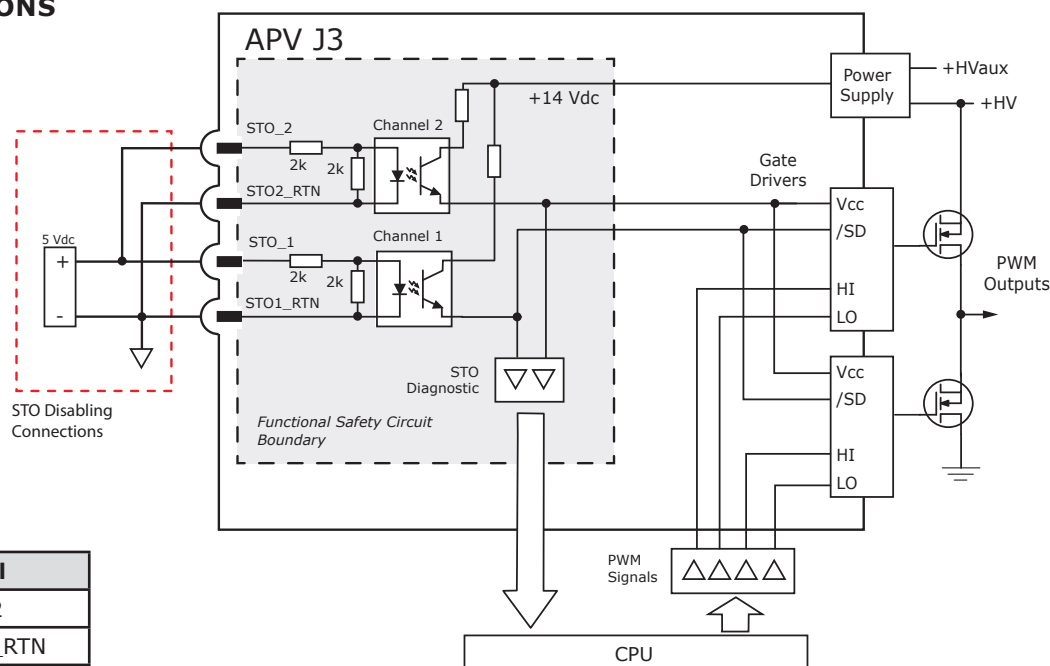 ONS
APV J3
Power
Supply
+HVaux
+HV
+14 Vdc
STO_2
Channel 2
2k
2k
STO2_RTN
Gate
Drivers
Vcc
/SD
HI
LO
PWM
Outputs
5 Vdc
+
-
STO_1
Channel 1
2k
2k
STO1_RTN
STO
Diagnostic
Vcc
/SD
HI
LO
STO Disabling
Connections
Functional Safety Circuit
Boundary
PWM
Signals
CPU
I
2
_RTN